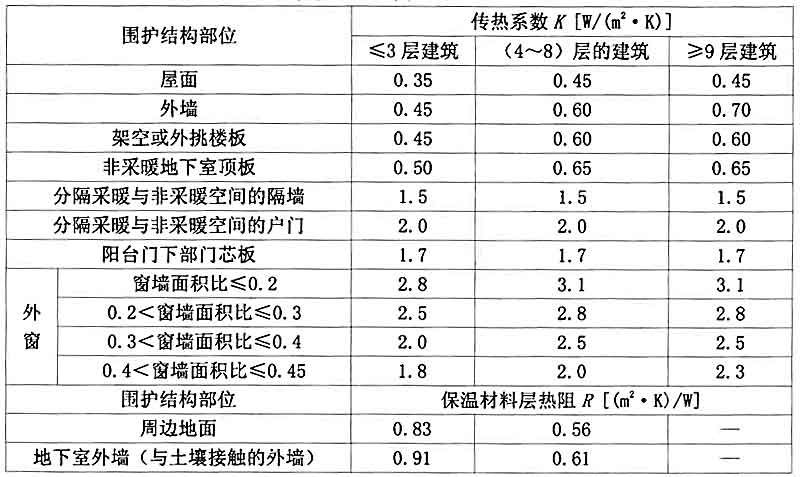 围护结构部位 传热系数 K [W/(m²·K)]
≤3 层建筑 (4～8) 层的建筑 ≥9 层建筑
屋面 0.35 0.45 0.45
外墙 0.45 0.60 0.70
架空或外挑楼板 0.45 0.60 0.60
非采暖地下室顶板 0.50 0.65 0.65
分隔采暖与非采暖空间的隔墙 1.5 1.5 1.5
分隔采暖与非采暖空间的户门 2.0 2.0 2.0
阳台门下部门芯板 1.7 1.7 1.7
外窗 窗墙面积比≤0.2 2.8 3.1 3.1
0.2＜窗墙面积比≤0.3 2.5 2.8 2.8
0.3＜窗墙面积比≤0.4 2.0 2.5 2.5
0.4＜窗墙面积比≤0.45 1.8 2.0 2.3
围护结构部位 保温材料层热阻 R [(m²·K)/W]
周边地面 0.83 0.56 —
地下室外墙（与土壤接触的外墙） 0.91 0.61 —